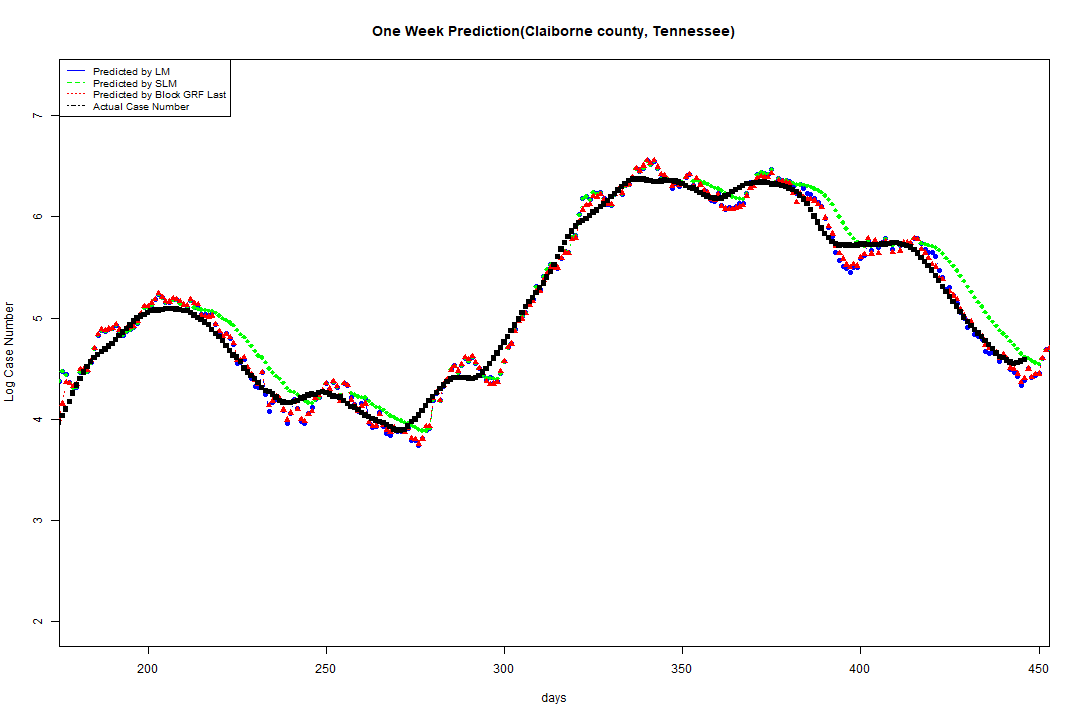 One Week Prediction(Claiborne county, Tennessee)
Predicted by LM
Predicted by SLM
Predicted by Block GRF Last
Actual Case Number
Log Case Number
7
6
5
4
3
2
200 250 300 350 400 450
days